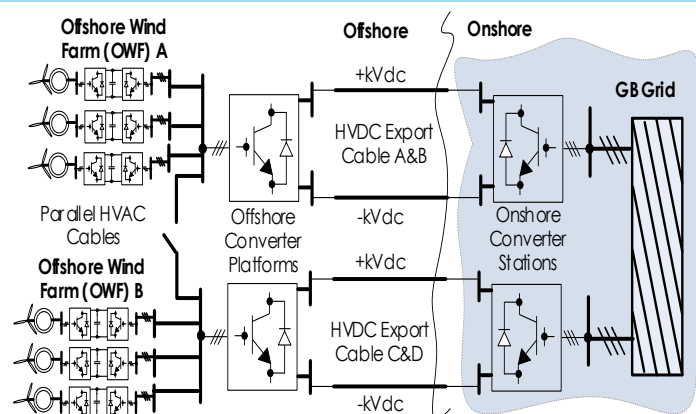 Offshore Wind
Farm (OWF) A
Offshore
Onshore
+kVdc
GB Grid
HVDC Export
Cable A&B
Parallel HVAC
Cables
-kVdc
Offshore
Converter
Platforms
Onshore
Converter
Stations
+kVdc
Offshore Wind
Farm (OWF) B
HVDC Export
Cable C&D
-kVdc